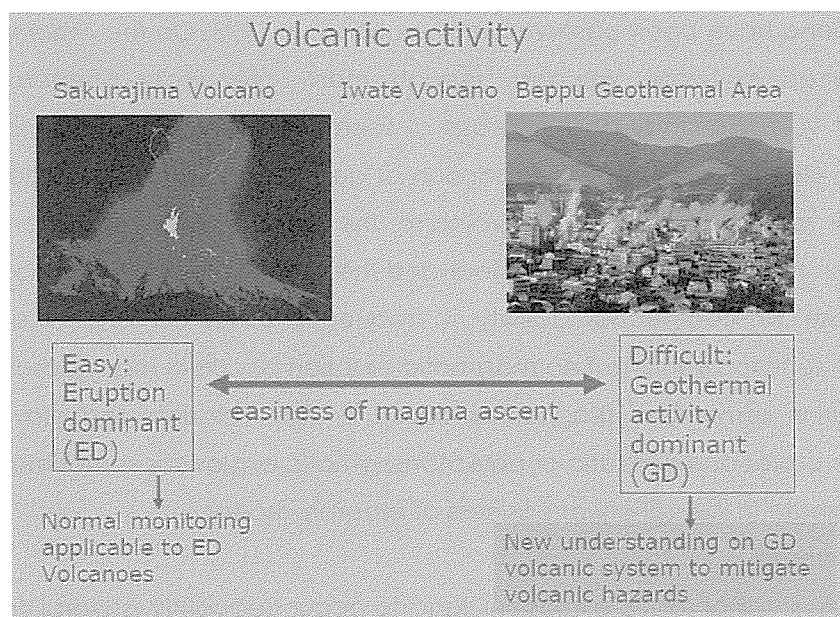 Volcanic activity
Sakurajima Volcano Iwate Volcano Beppu Geothermal Area
Easy:
Eruption
dominant
(ED)
easiness of magma ascent
Difficult:
Geothermal
activity
dominant
(GD)
Normal monitoring
applicable to ED
Volcanoes
New understanding on GD
volcanic system to mitigate
volcanic hazards